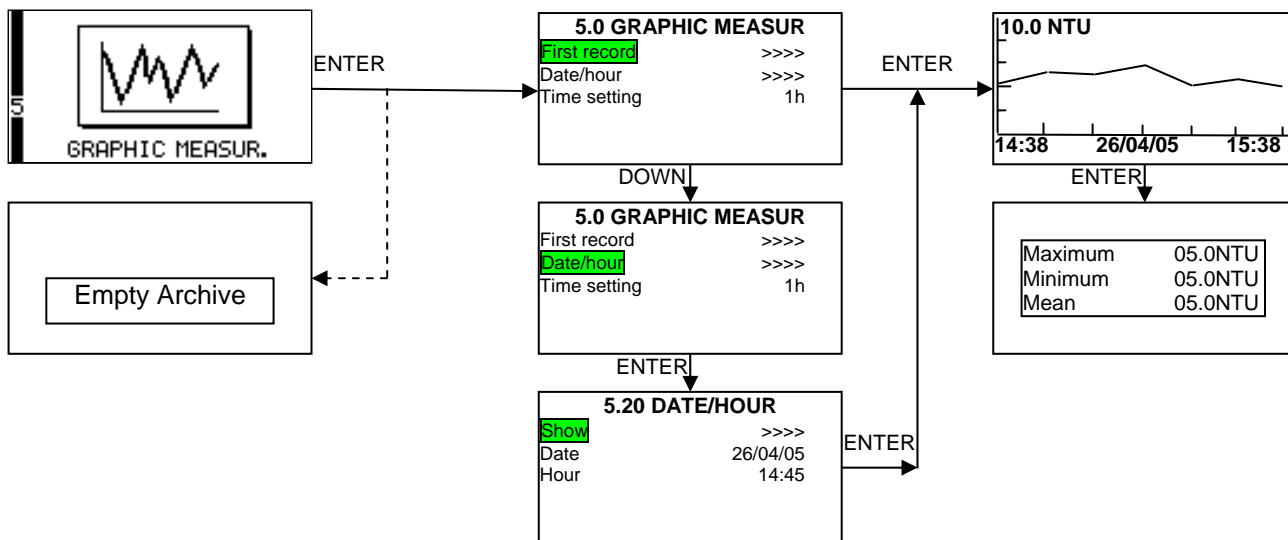 5
GRAPHIC MEASUR.
ENTER
5.0 GRAPHIC MEASUR
First record >>>>
Date/hour >>>>
Time setting 1h
ENTER
10.0 NTU
14:38 26/04/05 15:38
DOWN
ENTER
Empty Archive
5.0 GRAPHIC MEASUR
First record >>>>
Date/hour >>>>
Time setting 1h
Maximum 05.0NTU
Minimum 05.0NTU
Mean 05.0NTU
ENTER
5.20 DATE/HOUR
Show >>>>
Date 26/04/05
Hour 14:45
ENTER